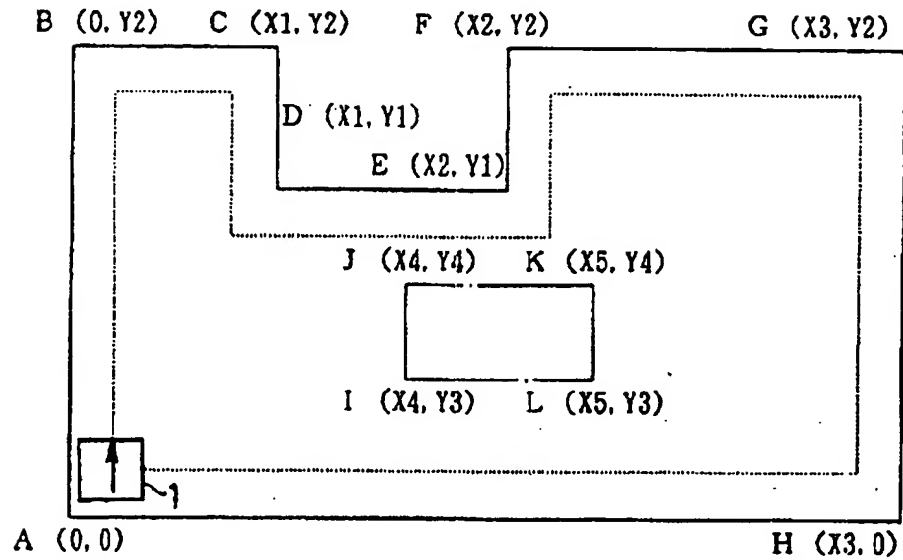 B (0, Y2) C (X1, Y2) F (X2, Y2) G (X3, Y2)
D (X1, Y1)
E (X2, Y1)
J (X4, Y4) K (X5, Y4)
I (X4, Y3) L (X5, Y3)
1
A (0, 0) H (X3, 0)